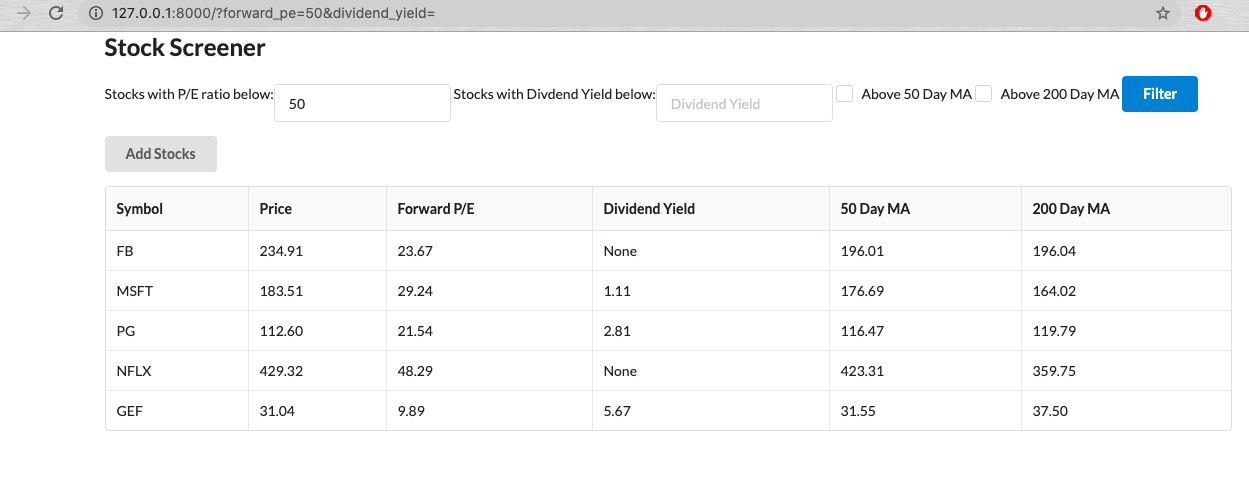 127.0.0.1:8000/?forward_pe=50&dividend_yield=
Stock Screener
Stocks with P/E ratio below: 50 Stocks with Divdend Yield below: Dividend Yield Above 50 Day MA Above 200 Day MA Filter
Add Stocks
Symbol Price Forward P/E Dividend Yield 50 Day MA 200 Day MA
FB 234.91 23.67 None 196.01 196.04
MSFT 183.51 29.24 1.11 176.69 164.02
PG 112.60 21.54 2.81 116.47 119.79
NFLX 429.32 48.29 None 423.31 359.75
GEF 31.04 9.89 5.67 31.55 37.50